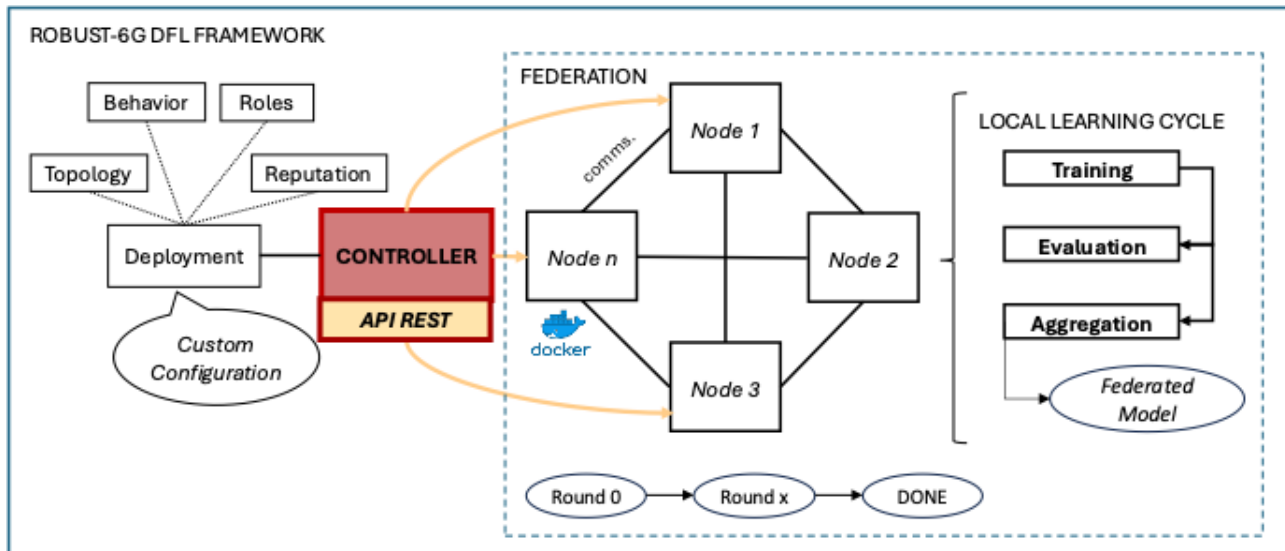 ROBUST-6G DFL FRAMEWORK
Behavior
Roles
Topology
Reputation
Deployment
Custom
Configuration
CONTROLLER
API REST
FEDERATION
comms.
Node 1
Node n
Node 2
Node 3
docker
LOCAL LEARNING CYCLE
Training
Evaluation
Aggregation
Federated
Model
Round 0
Round x
DONE